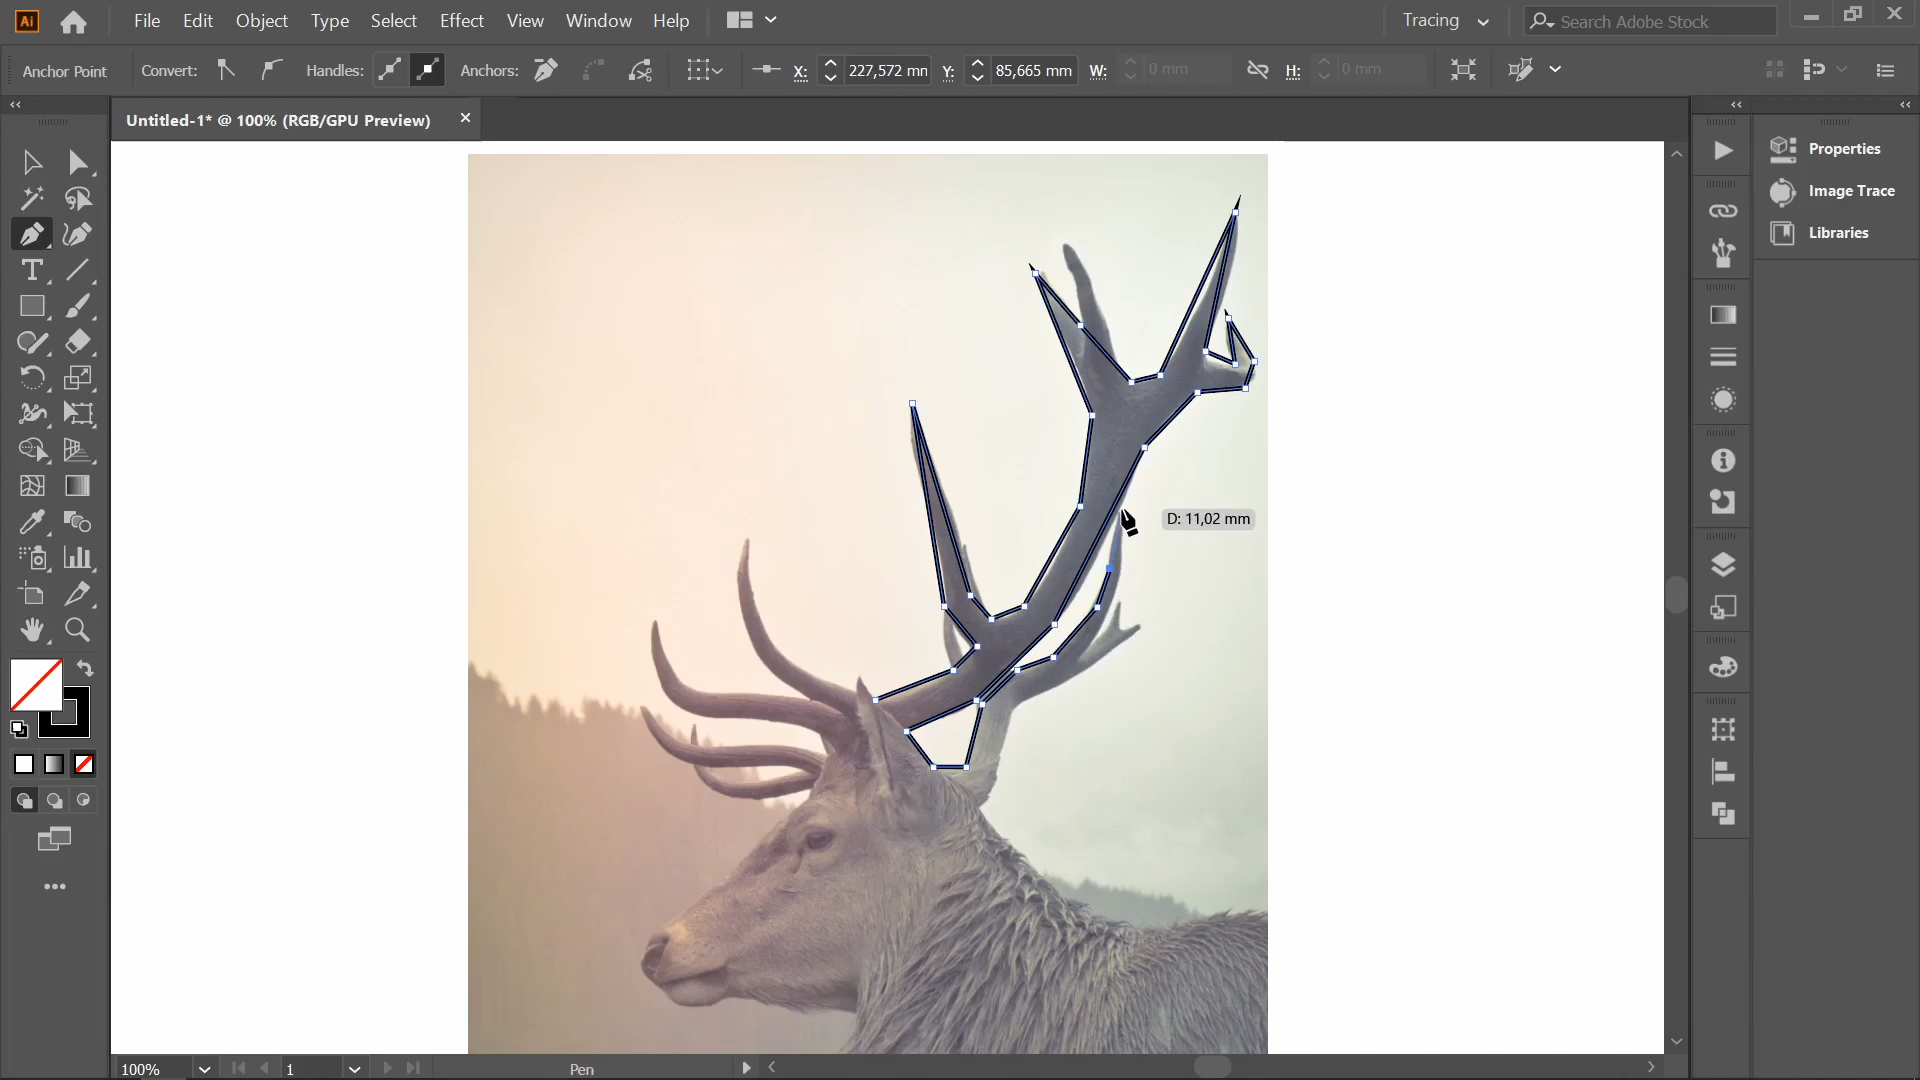 Ai File Edit Object Type Select Effect View Window Help Tracing Search Adobe Stock
Anchor Point Convert: Handles: Anchors: X: 227,572 mn Y: 85,665 mm W: 0 mm H: 0 mm
Untitled-1* @ 100% (RGB/GPU Preview)
Properties
Image Trace
Libraries
D: 11,02 mm
100% 1 Pen